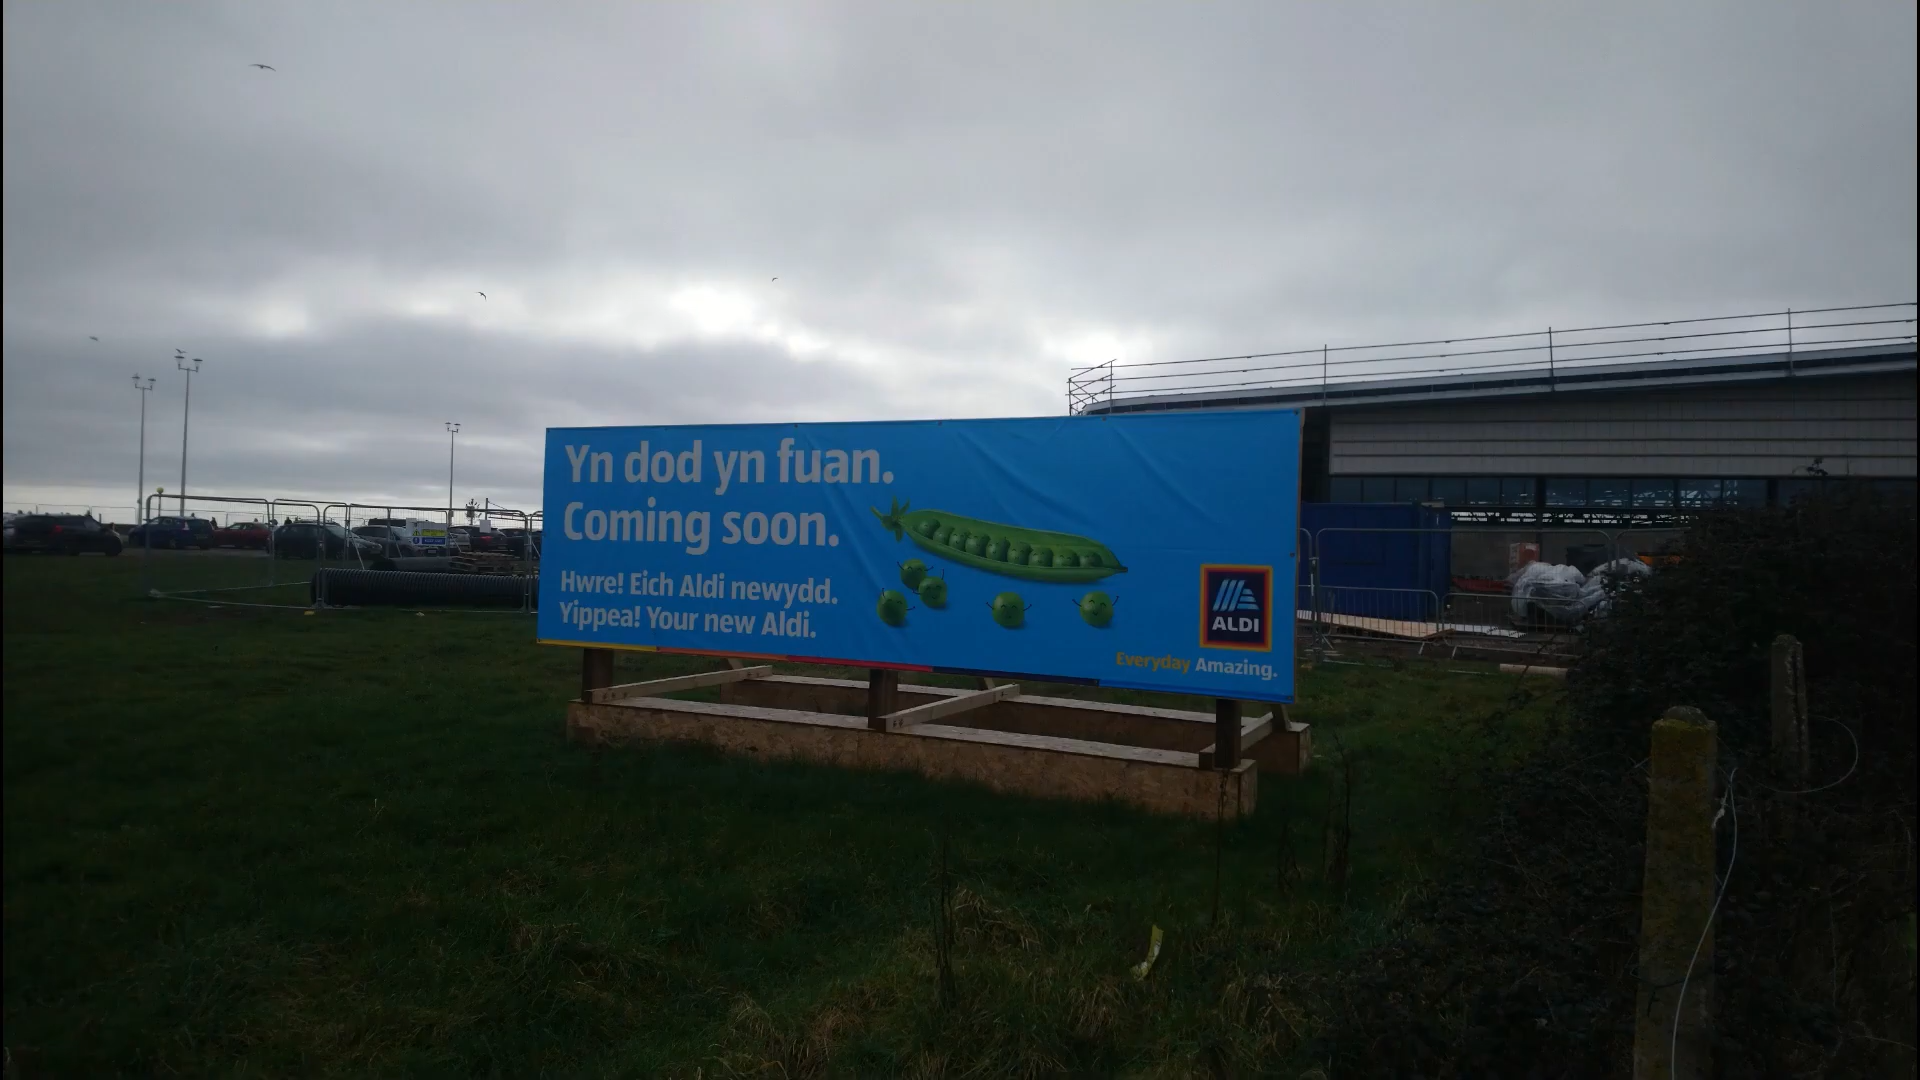 Yn dod yn fuan.
Coming soon.
Hwre! Eich Aldi newydd.
Yippea! Your new Aldi.
ALDI
Everyday Amazing.